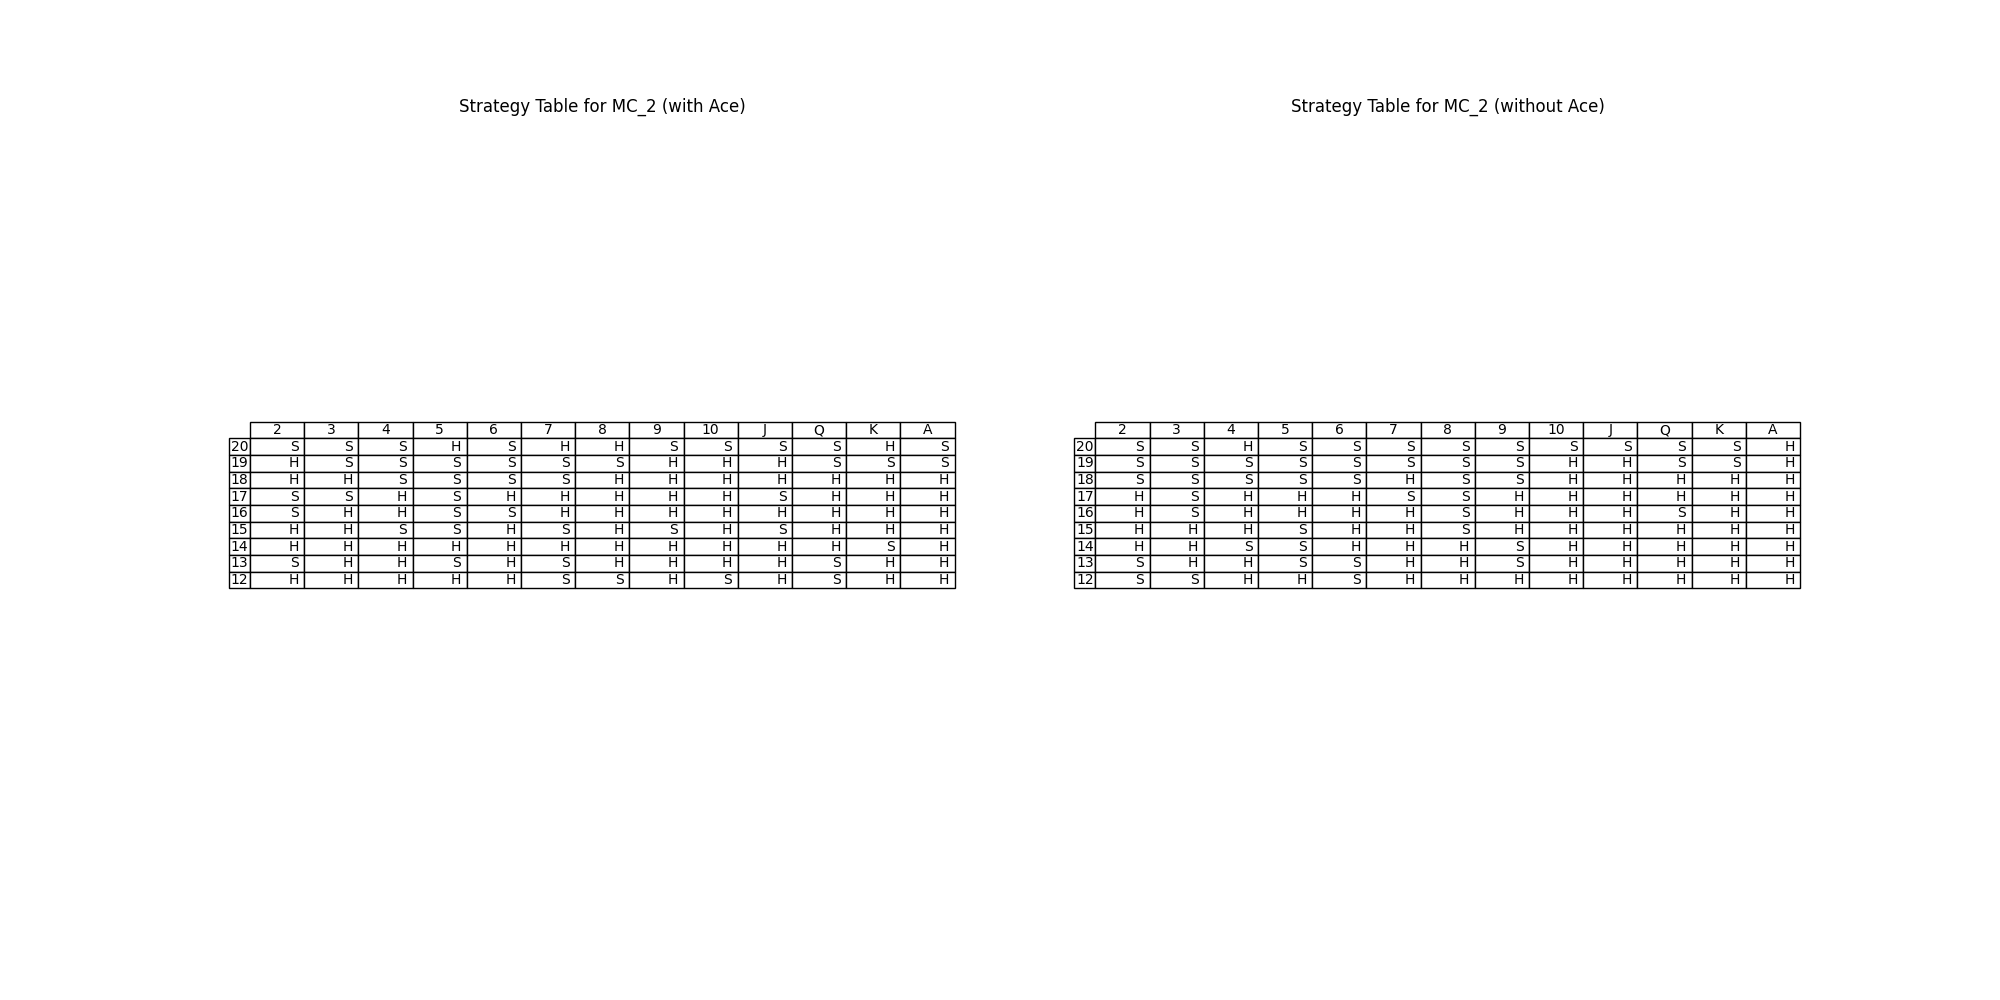 Strategy Table for MC_2 (with Ace)
2 3 4 5 6 7 8 9 10 J Q K A
20 S S S H S H H S S S S H S
19 H S S S S S S H H H S S S
18 H H S S S S H H H H H H H
17 S S H S H H H H H S H H H
16 S H H S S H H H H H H H H
15 H H S S H S H S H S H H H
14 H H H H H H H H H H H S H
13 S H H S H S H H H H S H H
12 H H H H H S S H S H S H H
Strategy Table for MC_2 (without Ace)
2 3 4 5 6 7 8 9 10 J Q K A
20 S S H S S S S S S S S S H
19 S S S S S S S S H H S S H
18 S S S S S H S S H H H H H
17 H S H H H S S H H H H H H
16 H S H H H H S H H H S H H
15 H H H S H H S H H H H H H
14 H H S S H H H S H H H H H
13 S H H S S H H S H H H H H
12 S S H H S H H H H H H H H